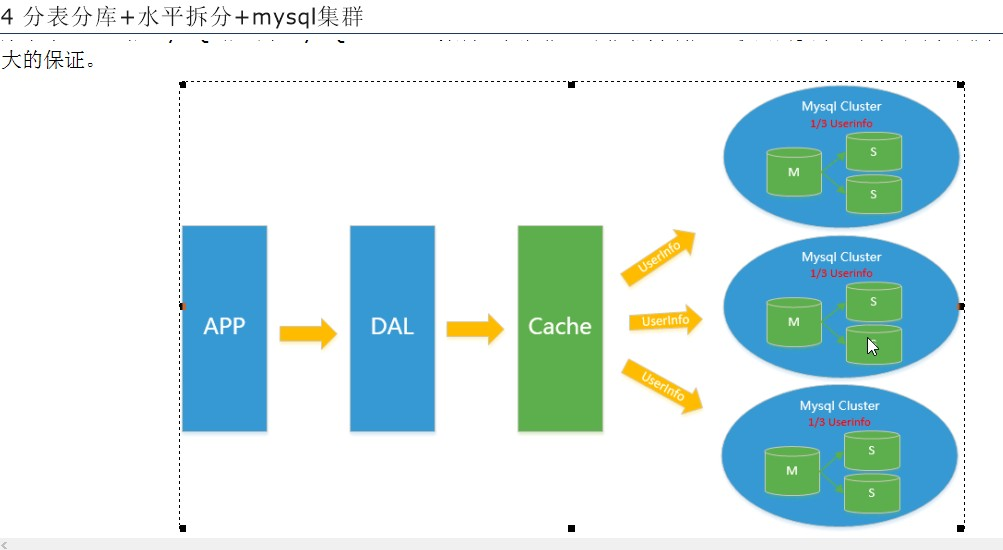 4 分表分库+水平拆分+mysql集群
大的保证。
Mysql Cluster
1/3 Userinfo
M
S
S
APP
DAL
Cache
UserInfo
UserInfo
UserInfo
Mysql Cluster
1/3 Userinfo
M
S
Mysql Cluster
1/3 Userinfo
M
S
S